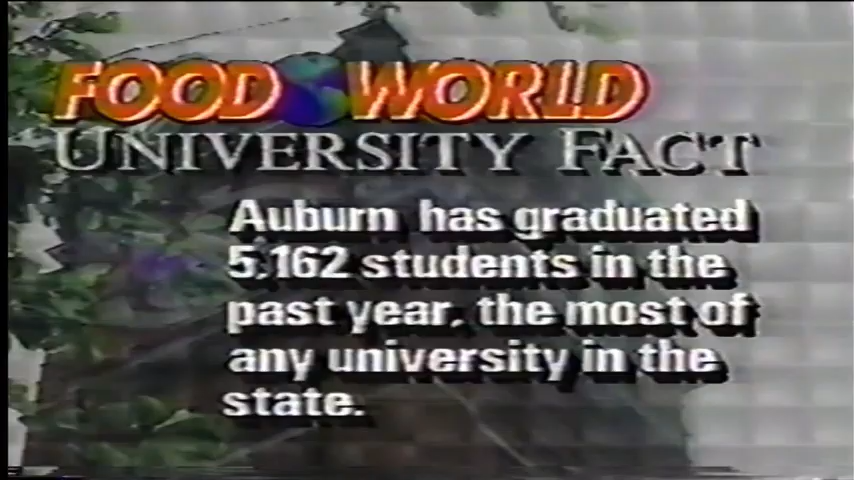 FOOD WORLD
UNIVERSITY FACT
Auburn has graduated
5,162 students in the
past year, the most of
any university in the
state.